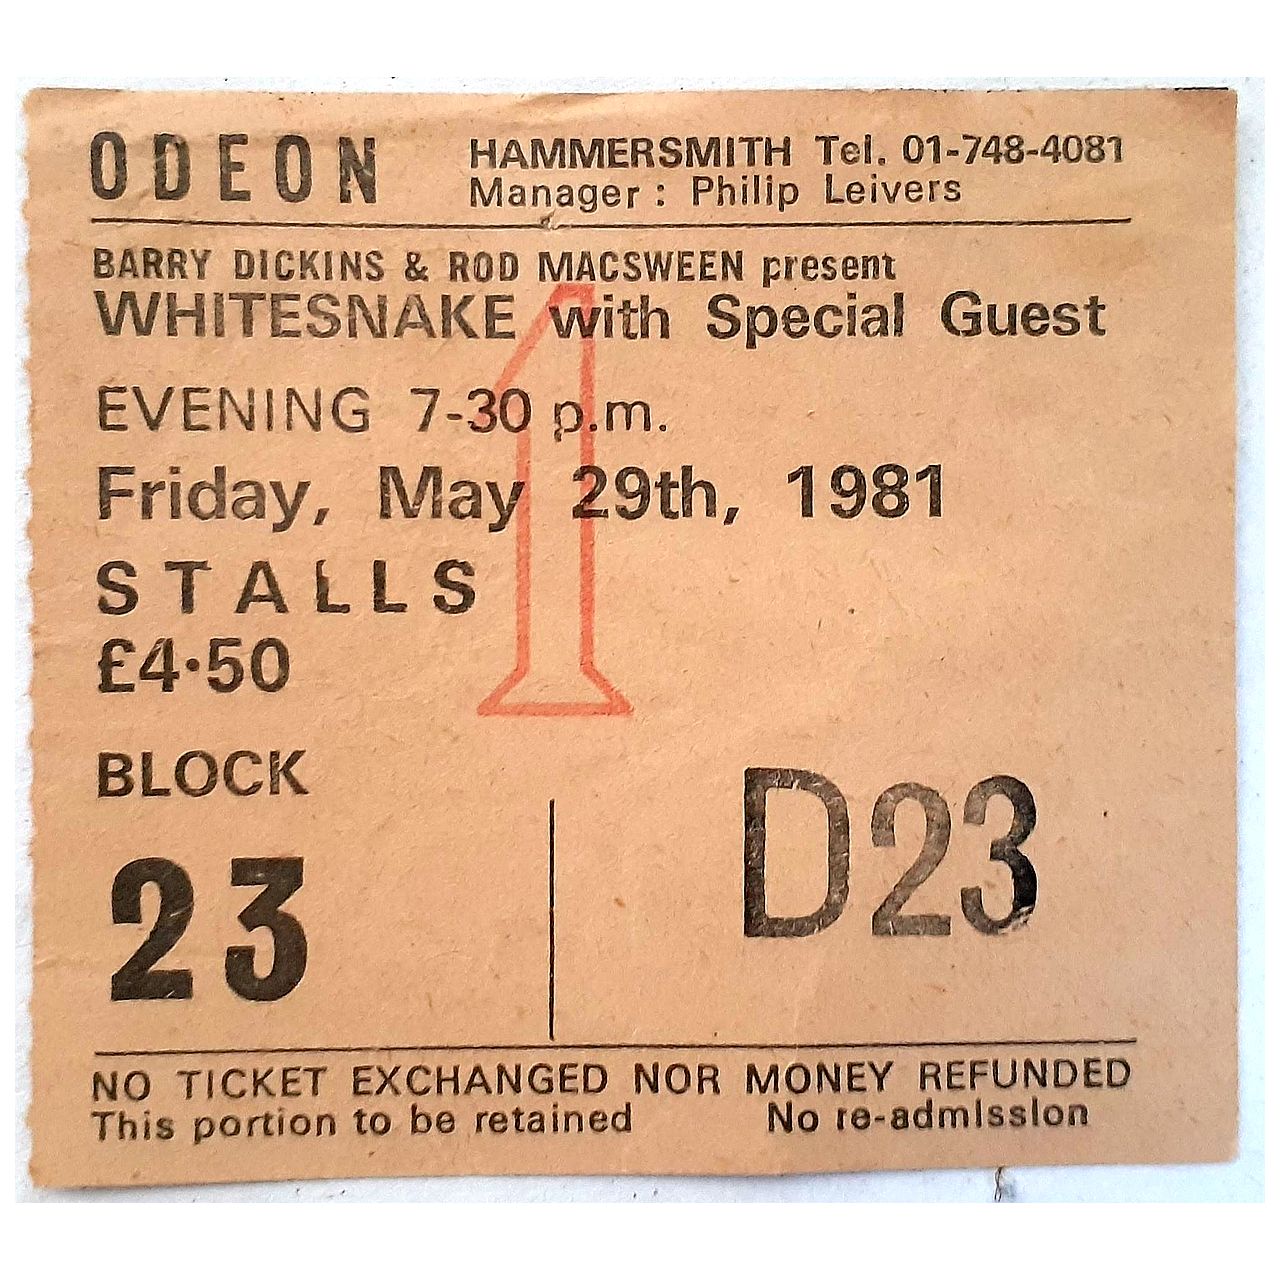 ODEON
HAMMERSMITH Tel. 01-748-4081
Manager : Philip Leivers
BARRY DICKINS & ROD MACSWEEN present
WHITESNAKE with Special Guest
EVENING 7-30 p.m.
Friday, May 29th, 1981
1
STALLS
£4·50
BLOCK
23
D23
NO TICKET EXCHANGED NOR MONEY REFUNDED
This portion to be retained No re-admission